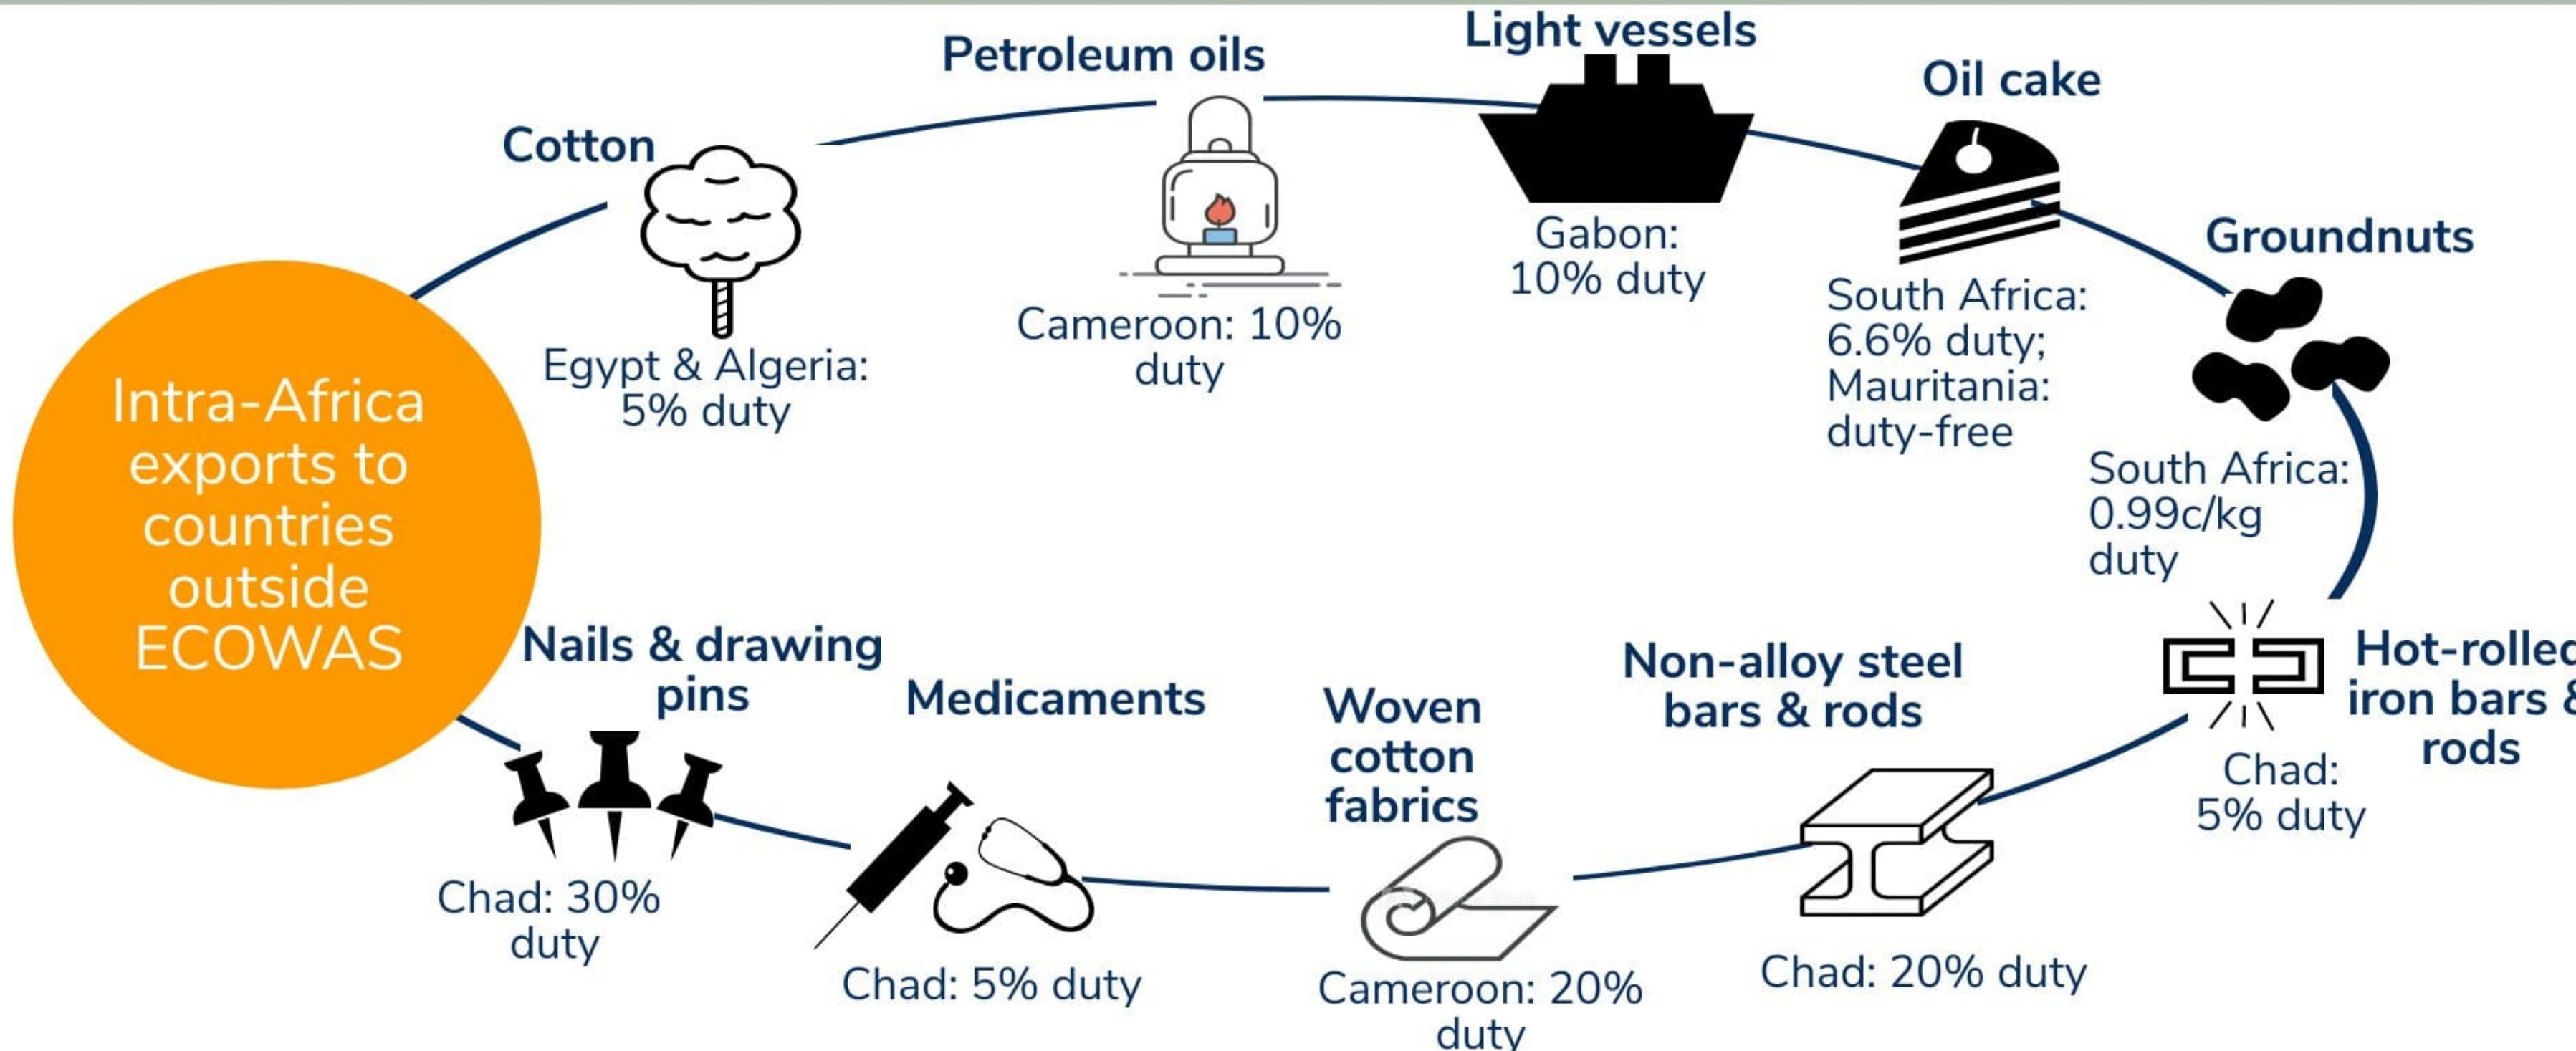 Intra-Africa
exports to
countries
outside
ECOWAS
Cotton
Egypt & Algeria:
5% duty
Petroleum oils
Cameroon: 10%
duty
Light vessels
Gabon:
10% duty
Oil cake
South Africa:
6.6% duty;
Mauritania:
duty-free
Groundnuts
South Africa:
0.99c/kg
duty
Hot-rolled
iron bars &
rods
Chad:
5% duty
Non-alloy steel
bars & rods
Chad: 20% duty
Woven
cotton
fabrics
Cameroon: 20%
duty
Medicaments
Chad: 5% duty
Nails & drawing
pins
Chad: 30%
duty